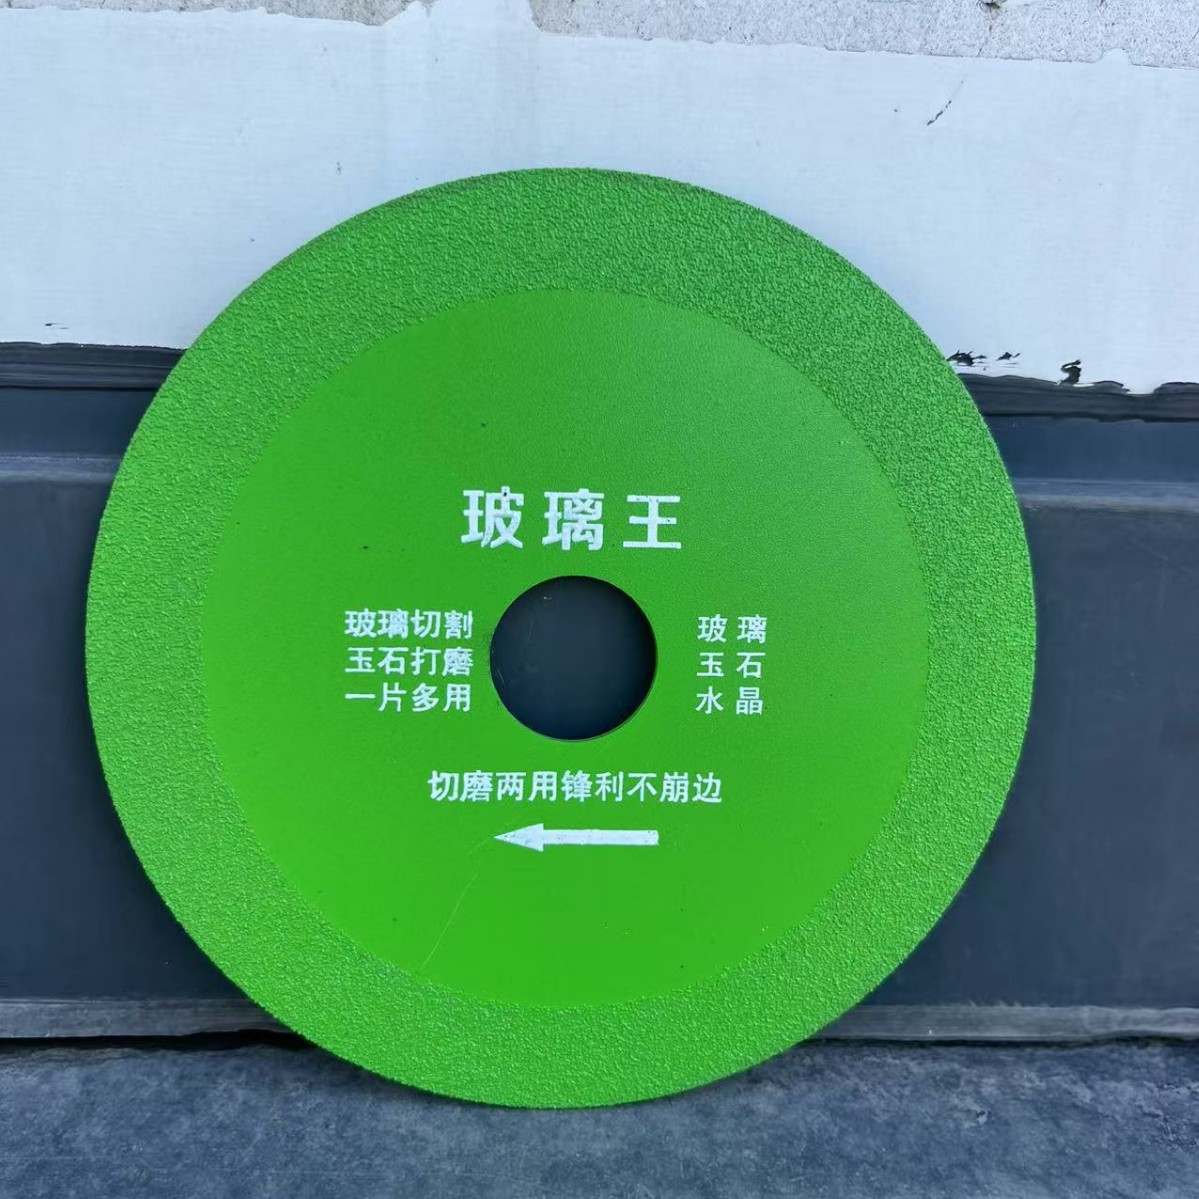 玻璃王
玻璃切割
玉石打磨
一片多用
玻璃
玉石
水晶
切磨两用锋利不崩边